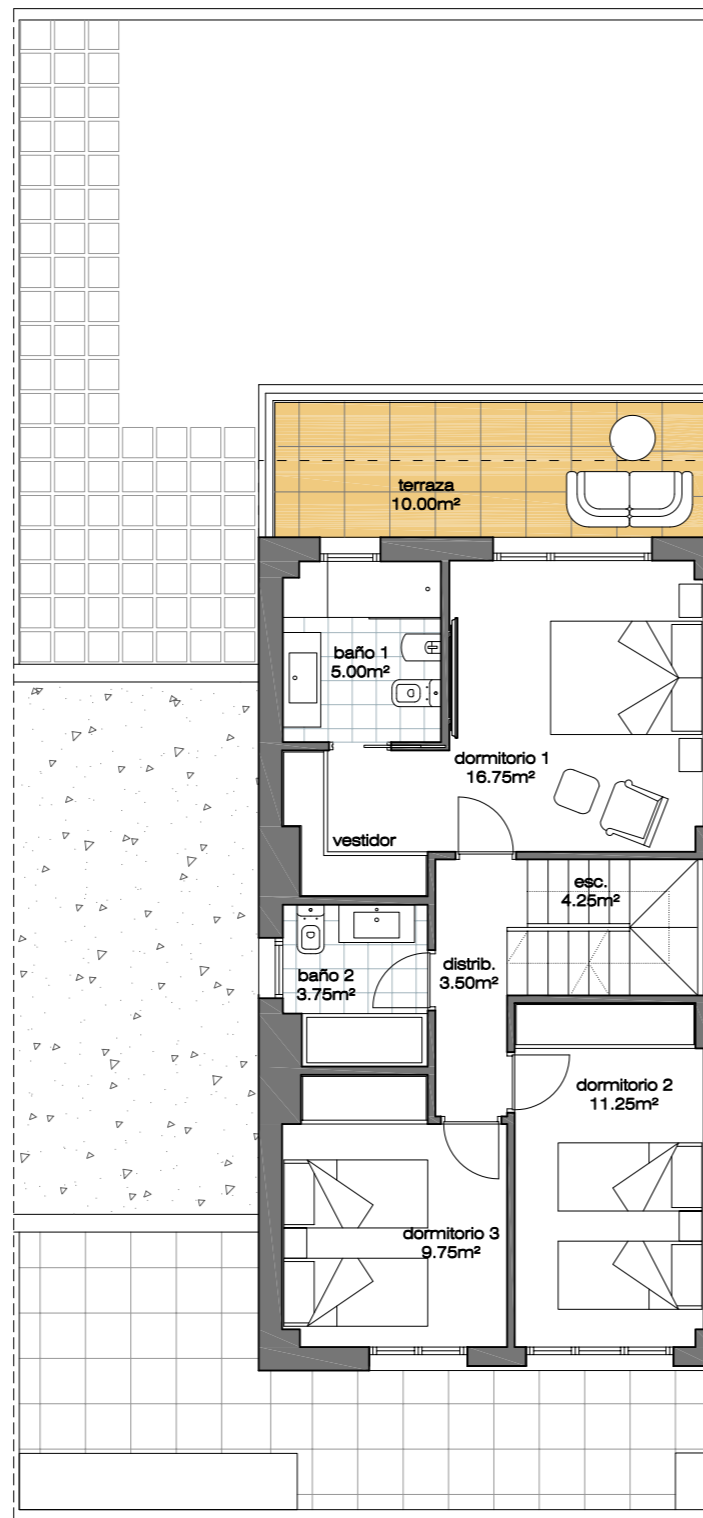 terraza
10.00m²
baño 1
5.00m²
dormitorio 1
16.75m²
vestidor
esc.
4.25m²
baño 2
3.75m²
distrib.
3.50m²
dormitorio 2
11.25m²
dormitorio 3
9.75m²